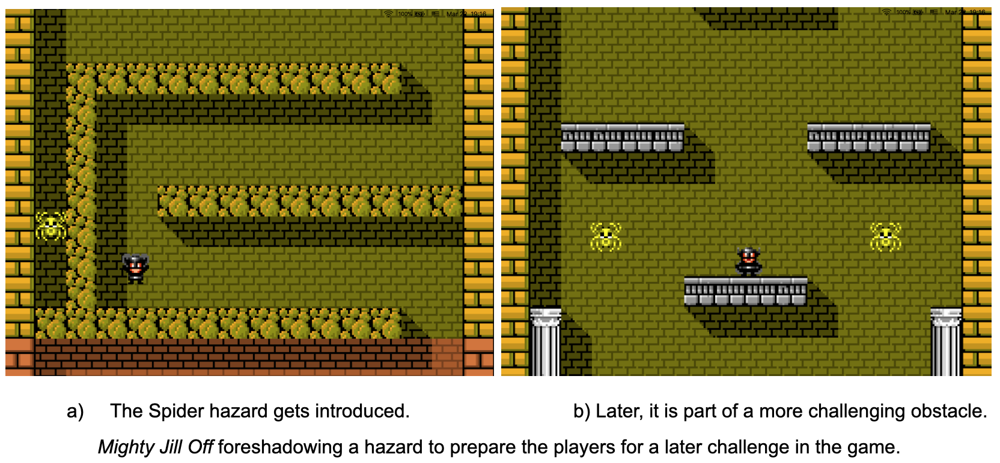 100% Mar 22 19:16
100% Mar 22 19:16
a) The Spider hazard gets introduced.
b) Later, it is part of a more challenging obstacle.
Mighty Jill Off foreshadowing a hazard to prepare the players for a later challenge in the game.